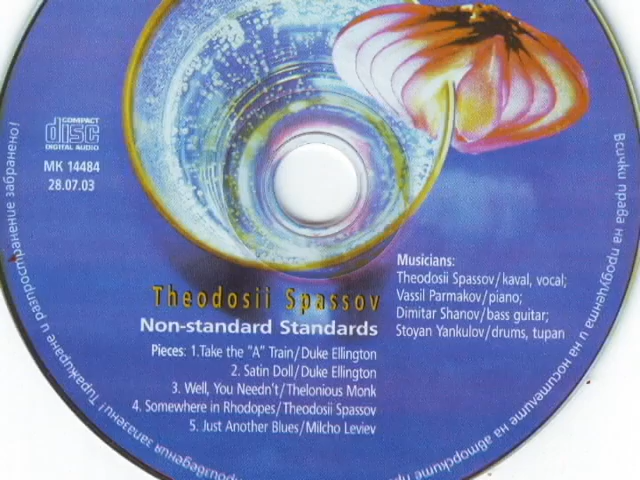 COMPACT
disc
DIGITAL AUDIO
MK 14484
28.07.03
Theodosii Spassov
Non-standard Standards
Pieces: 1.Take the "A" Train/Duke Ellington
2. Satin Doll/Duke Ellington
3. Well, You Needn't/Thelonious Monk
4. Somewhere in Rhodopes/Theodosii Spassov
5. Just Another Blues/Milcho Leviev
Musicians:
Theodosii Spassov/kaval, vocal;
Vassil Parmakov/piano;
Dimitar Shanov/bass guitar;
Stoyan Yankulov/drums, tupan
Всички права на продуцента и на носителите на авторските
произведения запазени! Тиражиране и разпространение забранено!